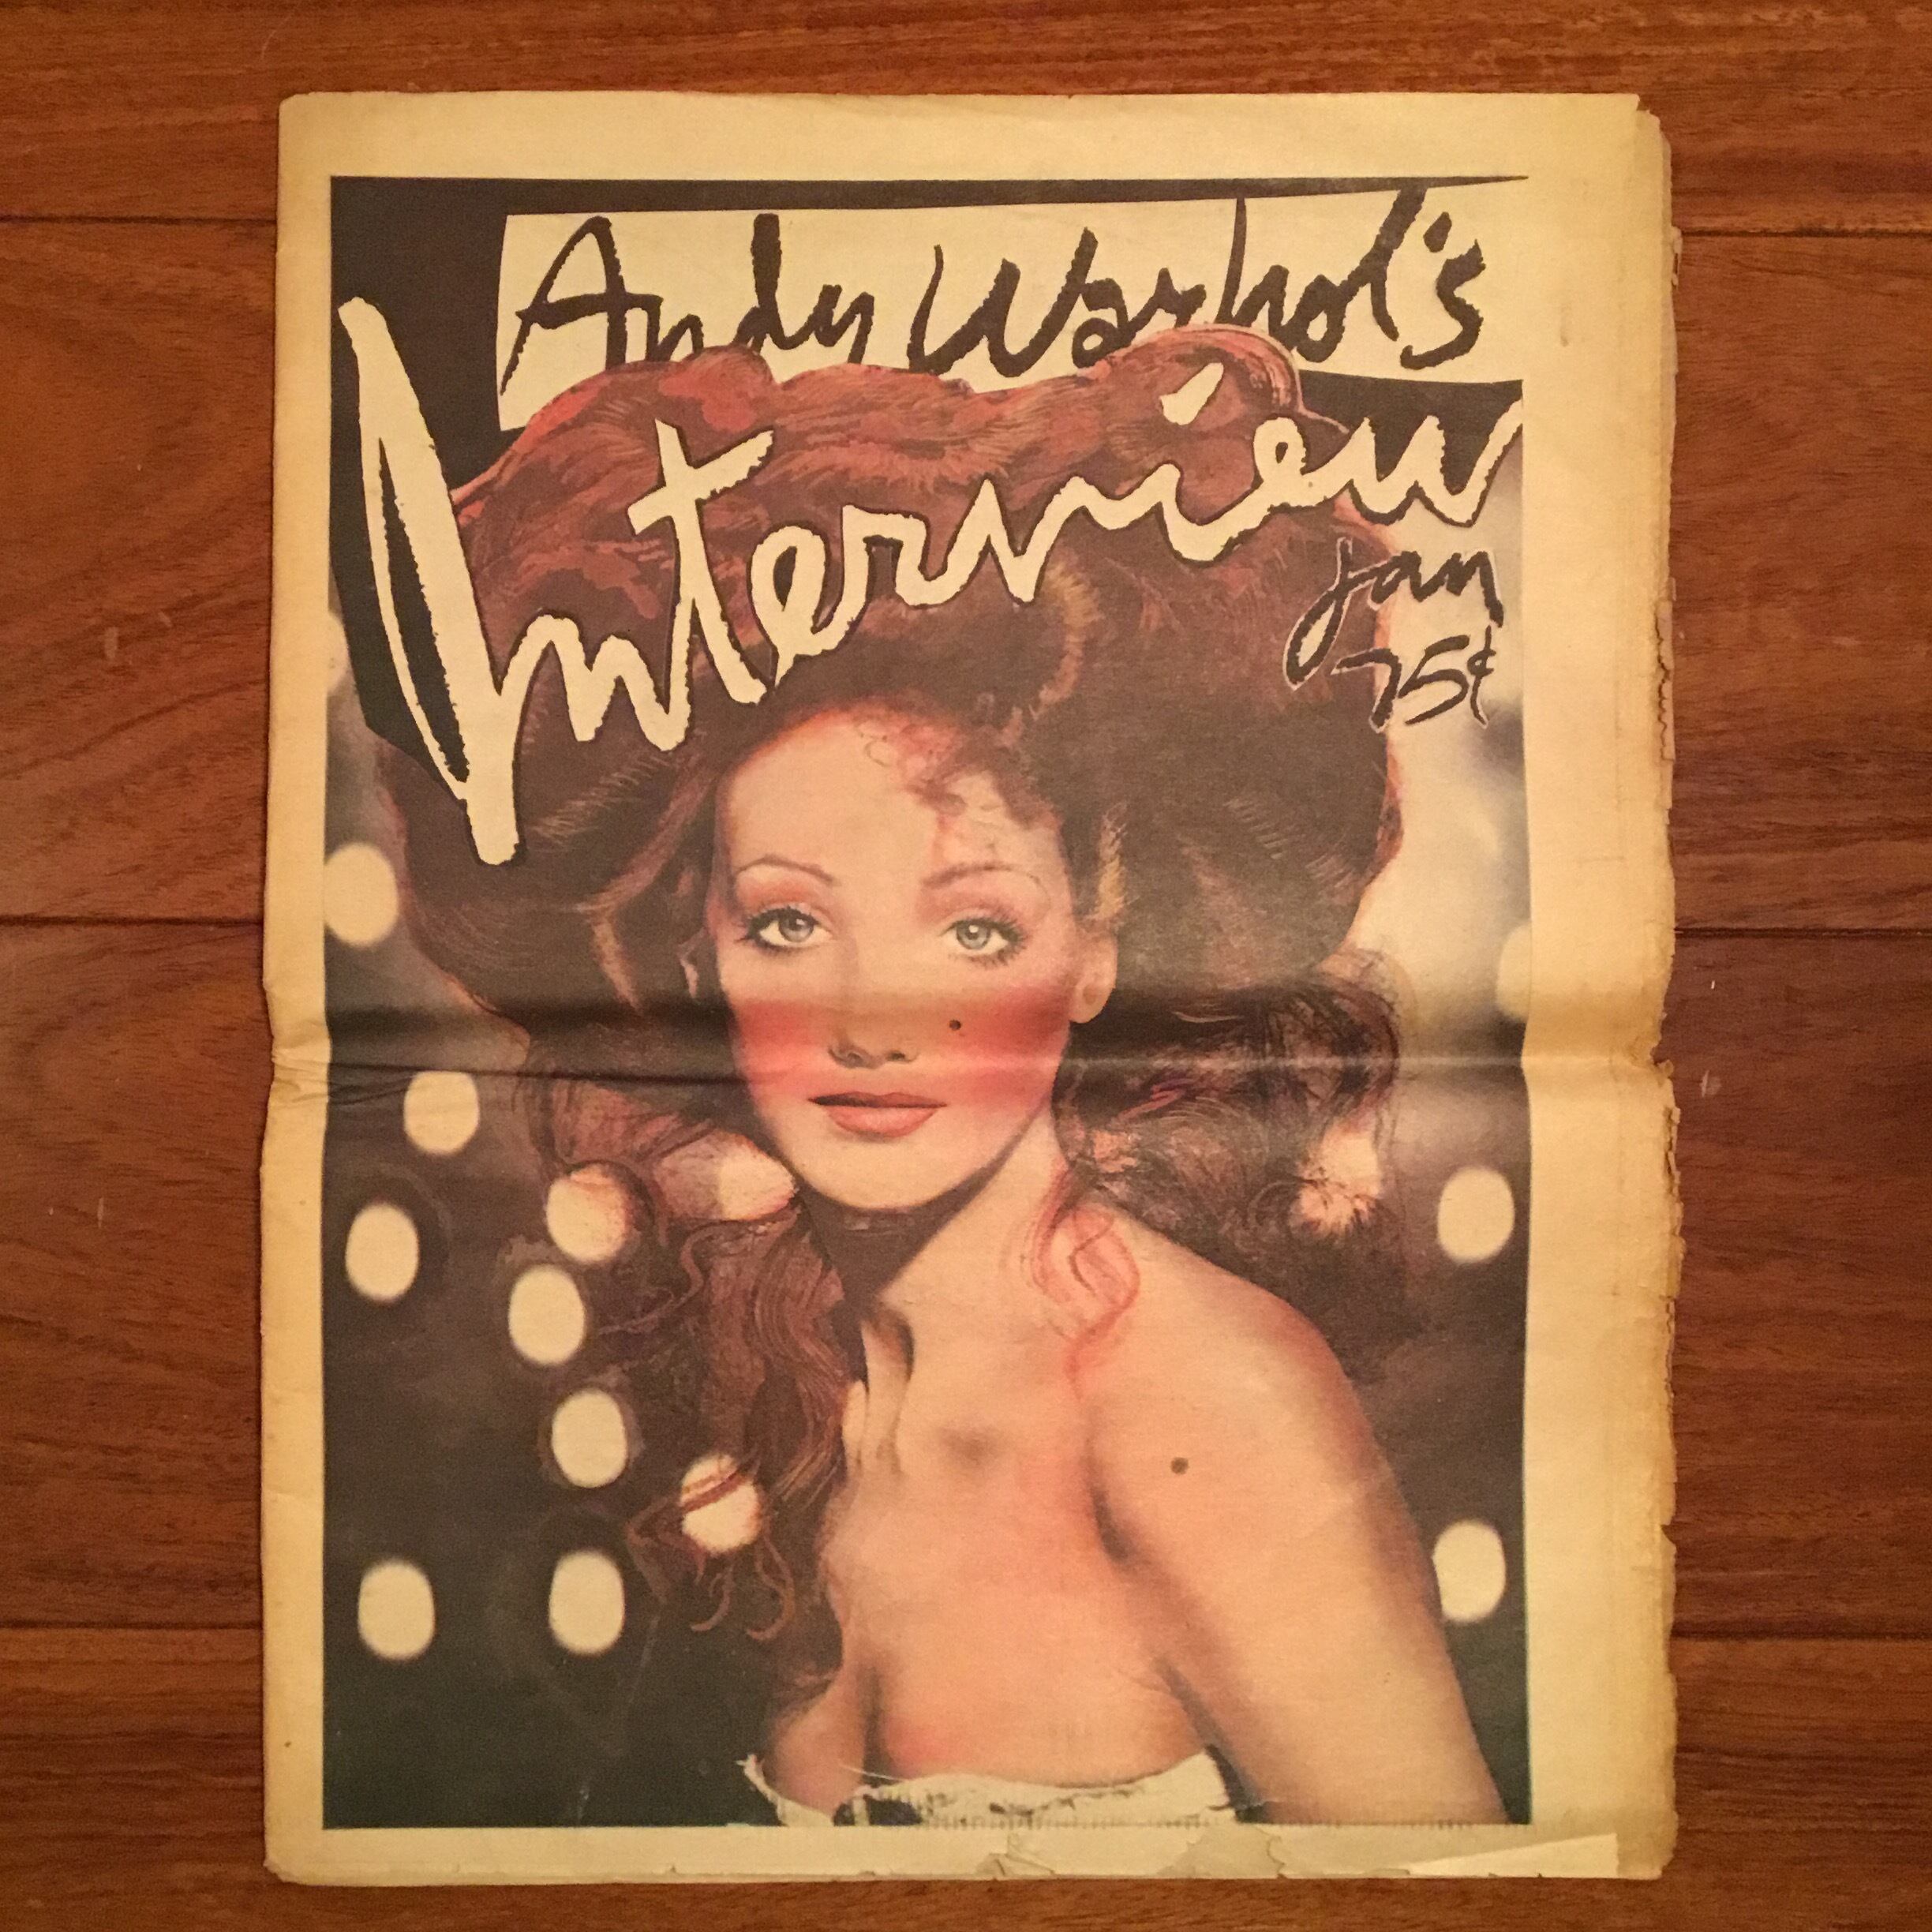 Andy Warhol's
Interview
Jan
75¢